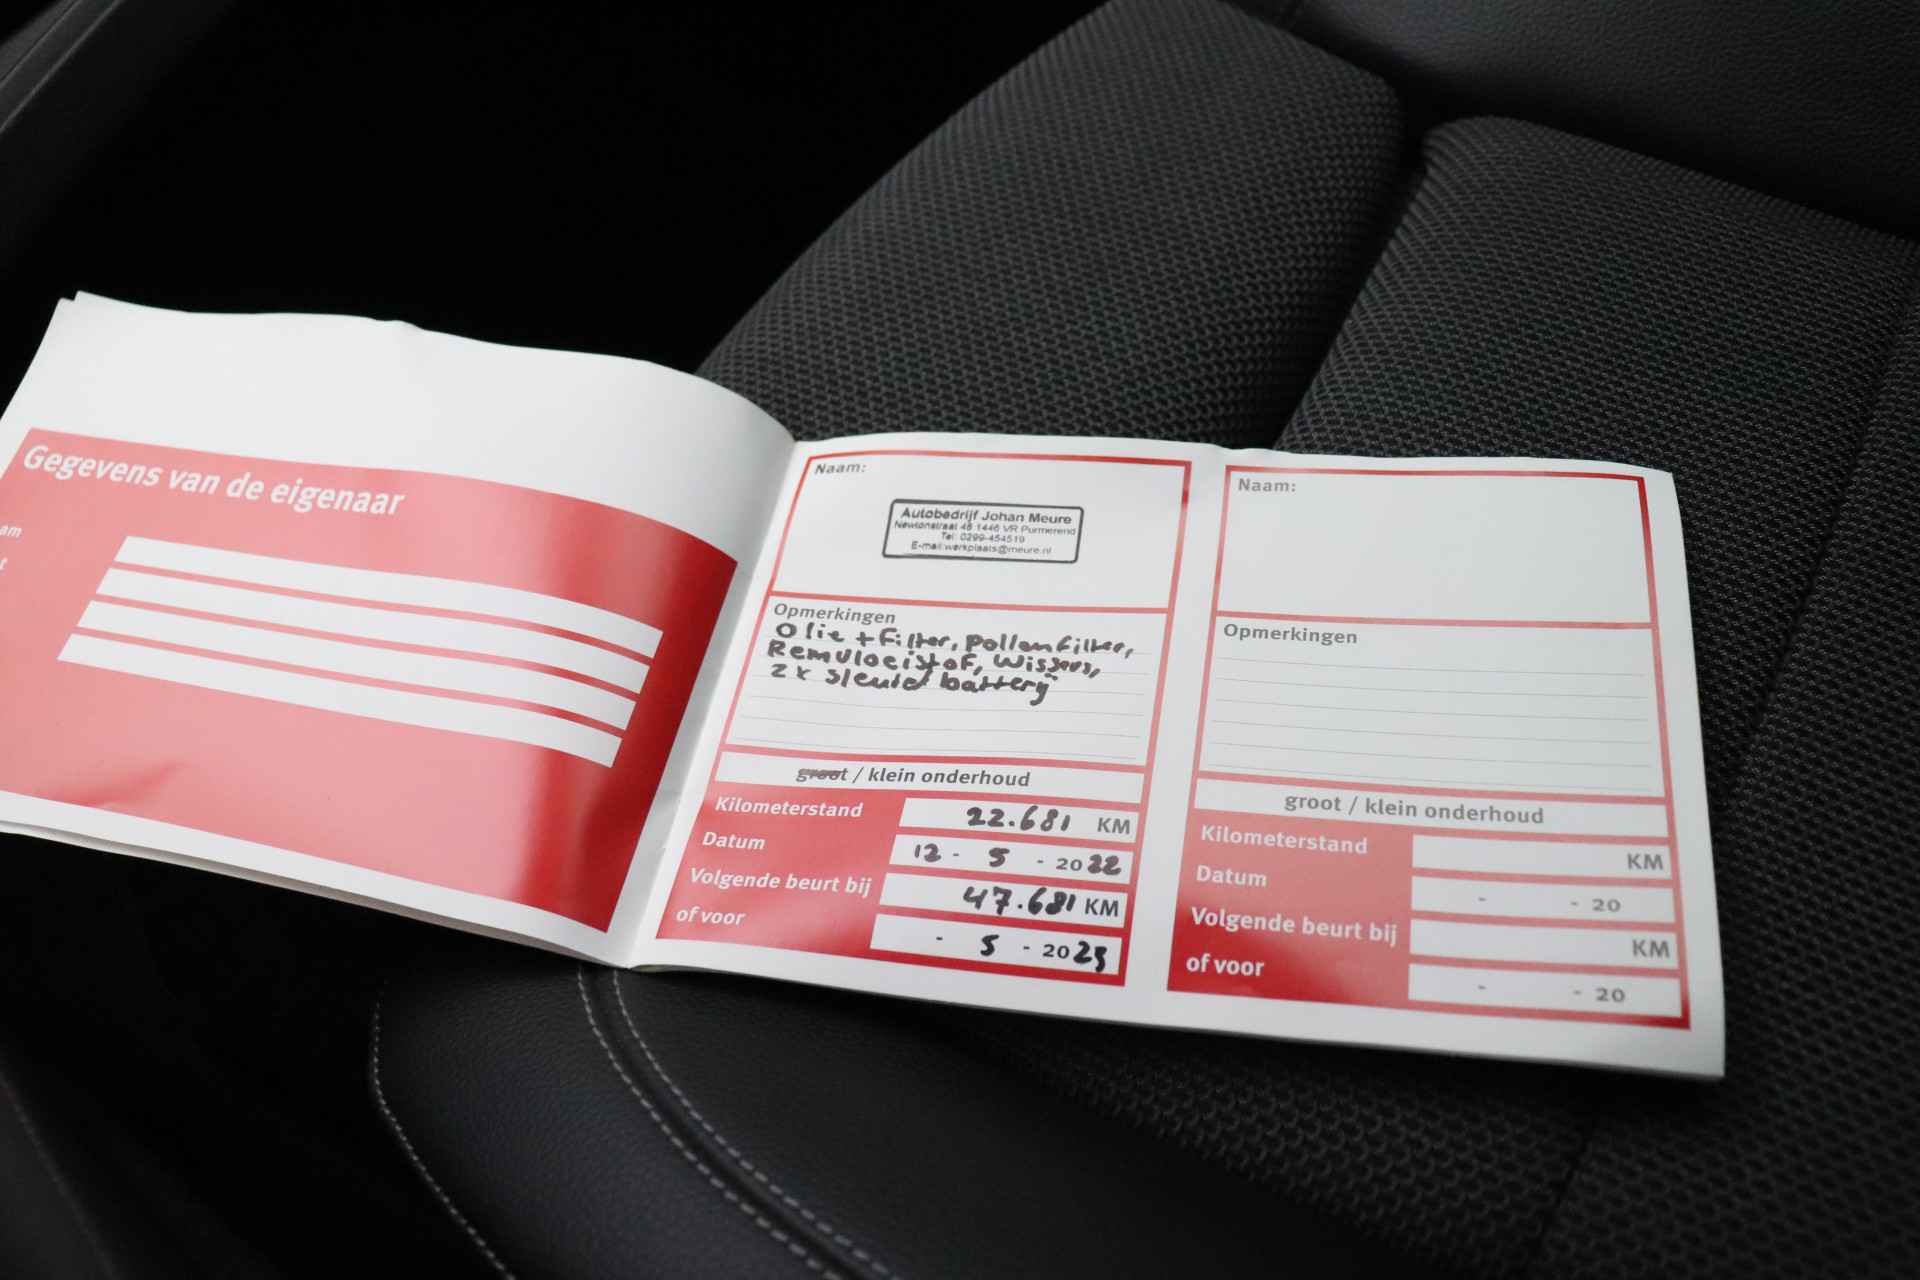 Gegevens van de eigenaar
Naam:
Autobedrijf Johan Meure
Newtonstraat 48 1446 VR Purmerend
Tel: 0299-454519
E-mail:werkplaats@meure.nl
Opmerkingen
Olie + Filter, pollenfilter,
Remvloeistof, Wissers,
2x sleutel batterij
groot / klein onderhoud
Kilometerstand 22.681 KM
Datum 12 - 5 - 2022
Volgende beurt bij 47.681 KM
of voor - 5 - 20
Naam:
Opmerkingen
groot / klein onderhoud
Kilometerstand KM
Datum - - 20
Volgende beurt bij KM
of voor - - 20